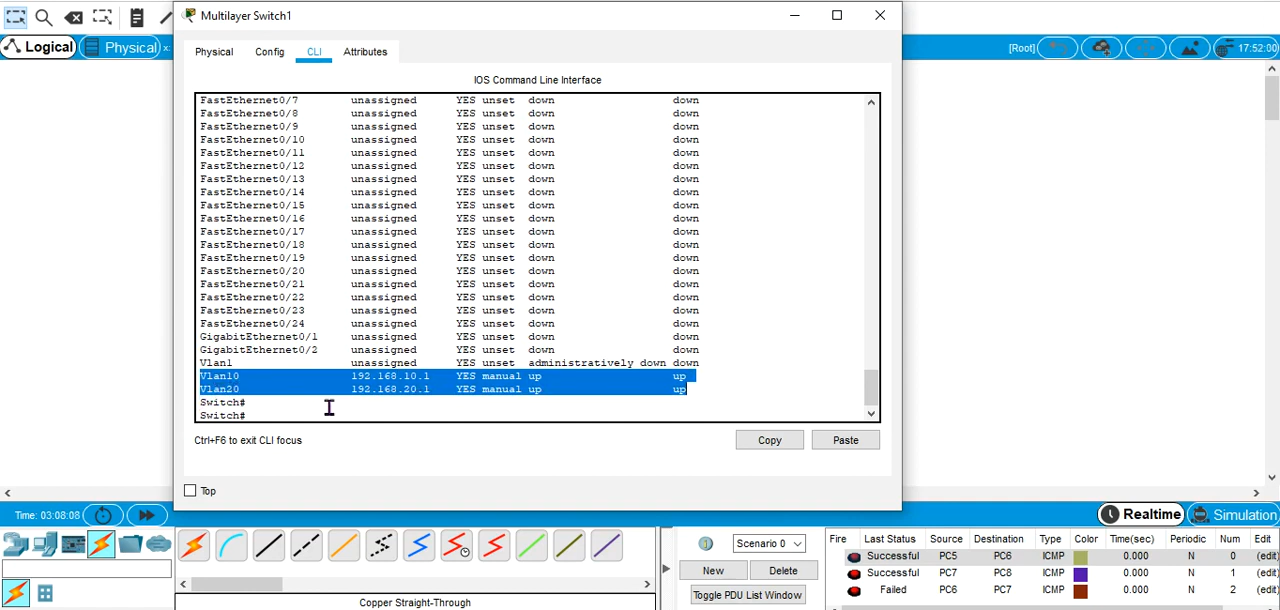 Multilayer Switch1
Logical
Physical
x:
[Root]
17:52:00
Physical Config CLI Attributes
IOS Command Line Interface
FastEthernet0/7 unassigned YES unset down down
FastEthernet0/8 unassigned YES unset down down
FastEthernet0/9 unassigned YES unset down down
FastEthernet0/10 unassigned YES unset down down
FastEthernet0/11 unassigned YES unset down down
FastEthernet0/12 unassigned YES unset down down
FastEthernet0/13 unassigned YES unset down down
FastEthernet0/14 unassigned YES unset down down
FastEthernet0/15 unassigned YES unset down down
FastEthernet0/16 unassigned YES unset down down
FastEthernet0/17 unassigned YES unset down down
FastEthernet0/18 unassigned YES unset down down
FastEthernet0/19 unassigned YES unset down down
FastEthernet0/20 unassigned YES unset down down
FastEthernet0/21 unassigned YES unset down down
FastEthernet0/22 unassigned YES unset down down
FastEthernet0/23 unassigned YES unset down down
FastEthernet0/24 unassigned YES unset down down
GigabitEthernet0/1 unassigned YES unset down down
GigabitEthernet0/2 unassigned YES unset down down
Vlan1 unassigned YES unset administratively down down
Vlan10 192.168.10.1 YES manual up up
Vlan20 192.168.20.1 YES manual up up
Switch#
Switch#
Ctrl+F6 to exit CLI focus
Copy Paste
Top
Time: 03:08:08
Realtime
Simulation
Scenario 0
New Delete
Toggle PDU List Window
Fire Last Status Source Destination Type Color Time(sec) Periodic Num Edit
Successful PC5 PC6 ICMP 0.000 N 0 (edit)
Successful PC7 PC8 ICMP 0.000 N 1 (edit)
Failed PC6 PC7 ICMP 0.000 N 2 (edit)
Copper Straight-Through